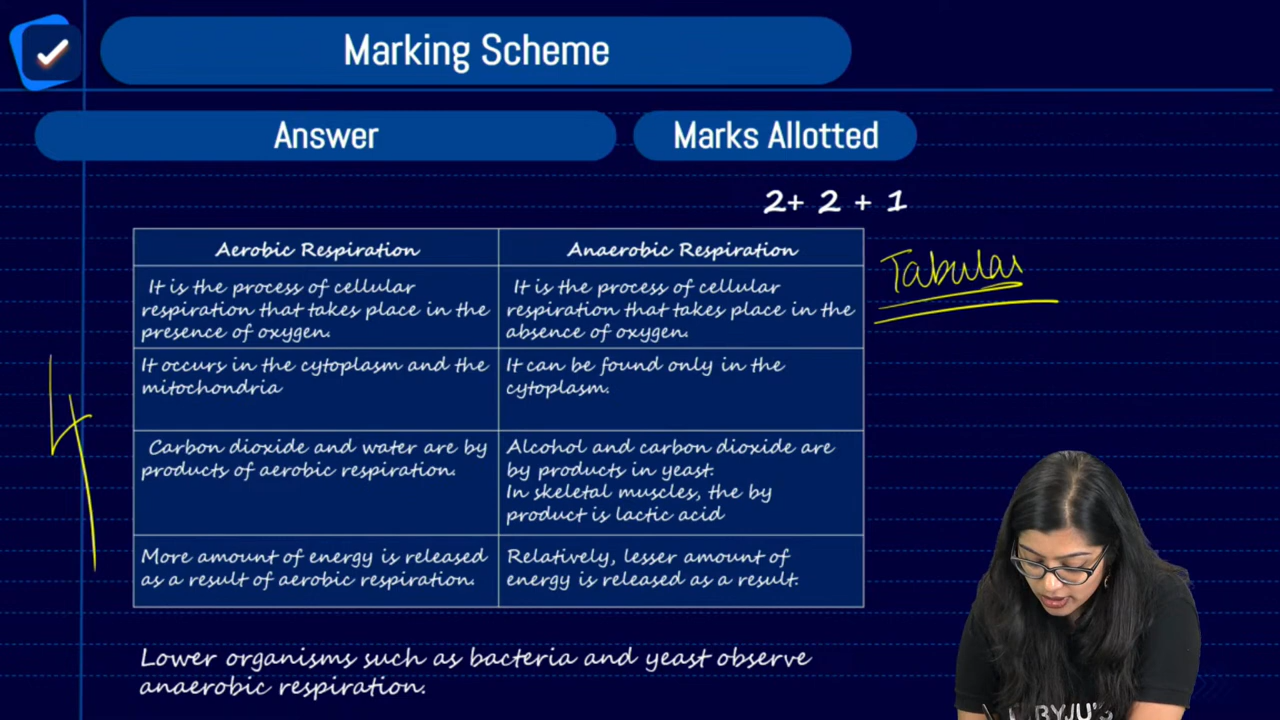 Marking Scheme
Answer
Marks Allotted
2+ 2 + 1
Aerobic Respiration
Anaerobic Respiration
Tabular
It is the process of cellular
respiration that takes place in the
presence of oxygen.
It is the process of cellular
respiration that takes place in the
absence of oxygen.
It occurs in the cytoplasm and the
mitochondria
It can be found only in the
cytoplasm.
4
Carbon dioxide and water are by
products of aerobic respiration.
Alcohol and carbon dioxide are
by products in yeast.
In skeletal muscles, the by
product is lactic acid
More amount of energy is released
as a result of aerobic respiration.
Relatively, lesser amount of
energy is released as a result.
Lower organisms such as bacteria and yeast observe
anaerobic respiration.
BYJU'S